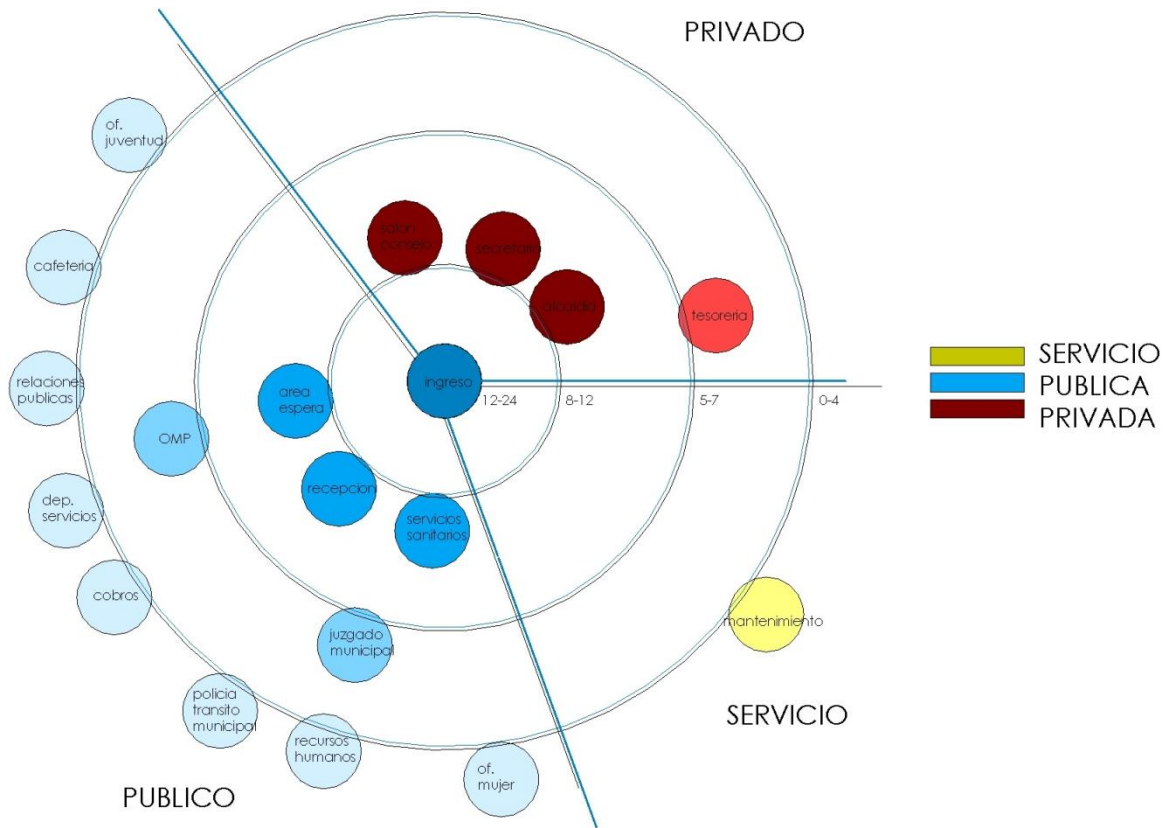 PRIVADO
of.
juventud
salon
consejo
secretaria
cafeteria
alcaldia
tesoreria
SERVICIO
PUBLICA
PRIVADA
relaciones
publicas
area
espera
ingreso
12-24
8-12
5-7
0-4
OMP
recepcion
dep.
servicios
servicios
sanitarios
cobros
mantenimiento
juzgado
municipal
policia
transito
municipal
recursos
humanos
of.
mujer
SERVICIO
PUBLICO